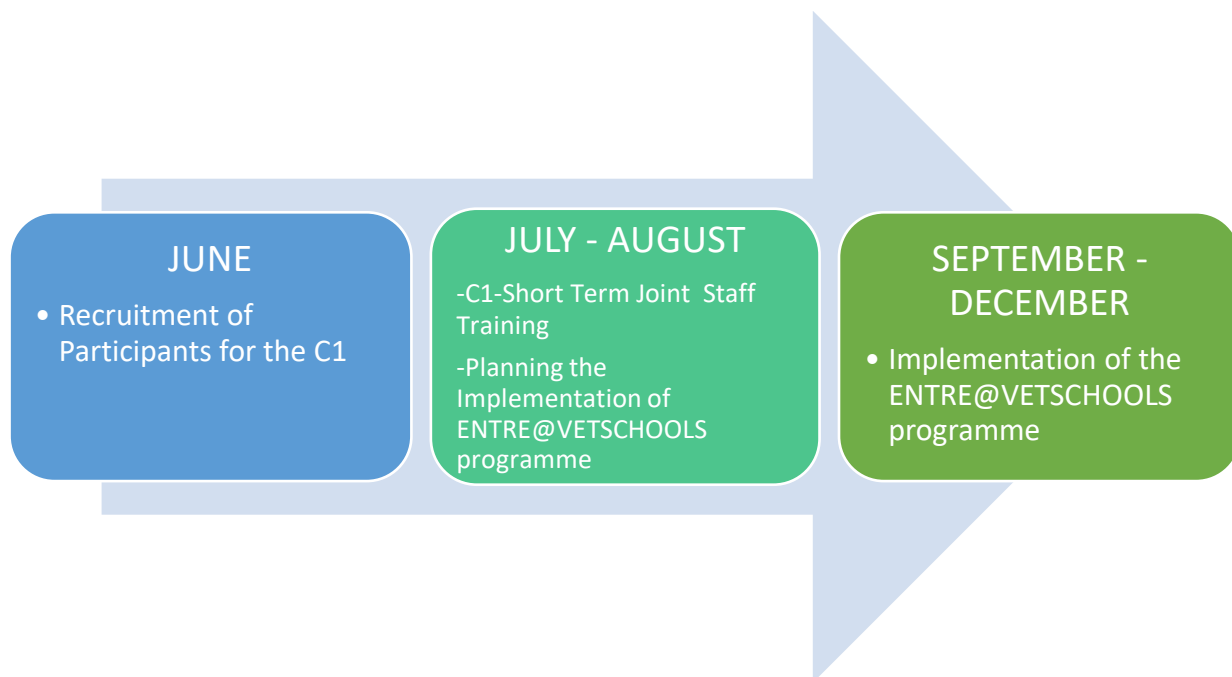 JUNE
• Recruitment of
Participants for the C1
JULY - AUGUST
-C1-Short Term Joint Staff
Training
-Planning the
Implementation of
ENTRE@VETSCHOOLS
programme
SEPTEMBER -
DECEMBER
• Implementation of the
ENTRE@VETSCHOOLS
programme